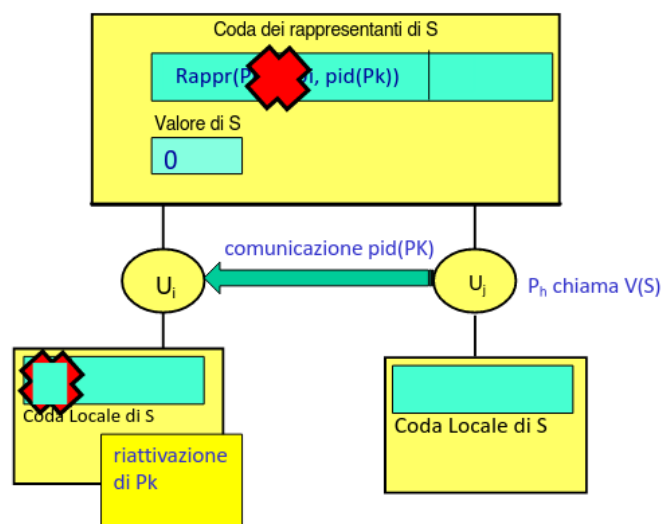 Coda dei rappresentanti di S
Rappr(P i, pid(Pk))
Valore di S
0
comunicazione pid(PK)
Ui
Uj
Ph chiama V(S)
Coda Locale di S
Coda Locale di S
riattivazione
di Pk